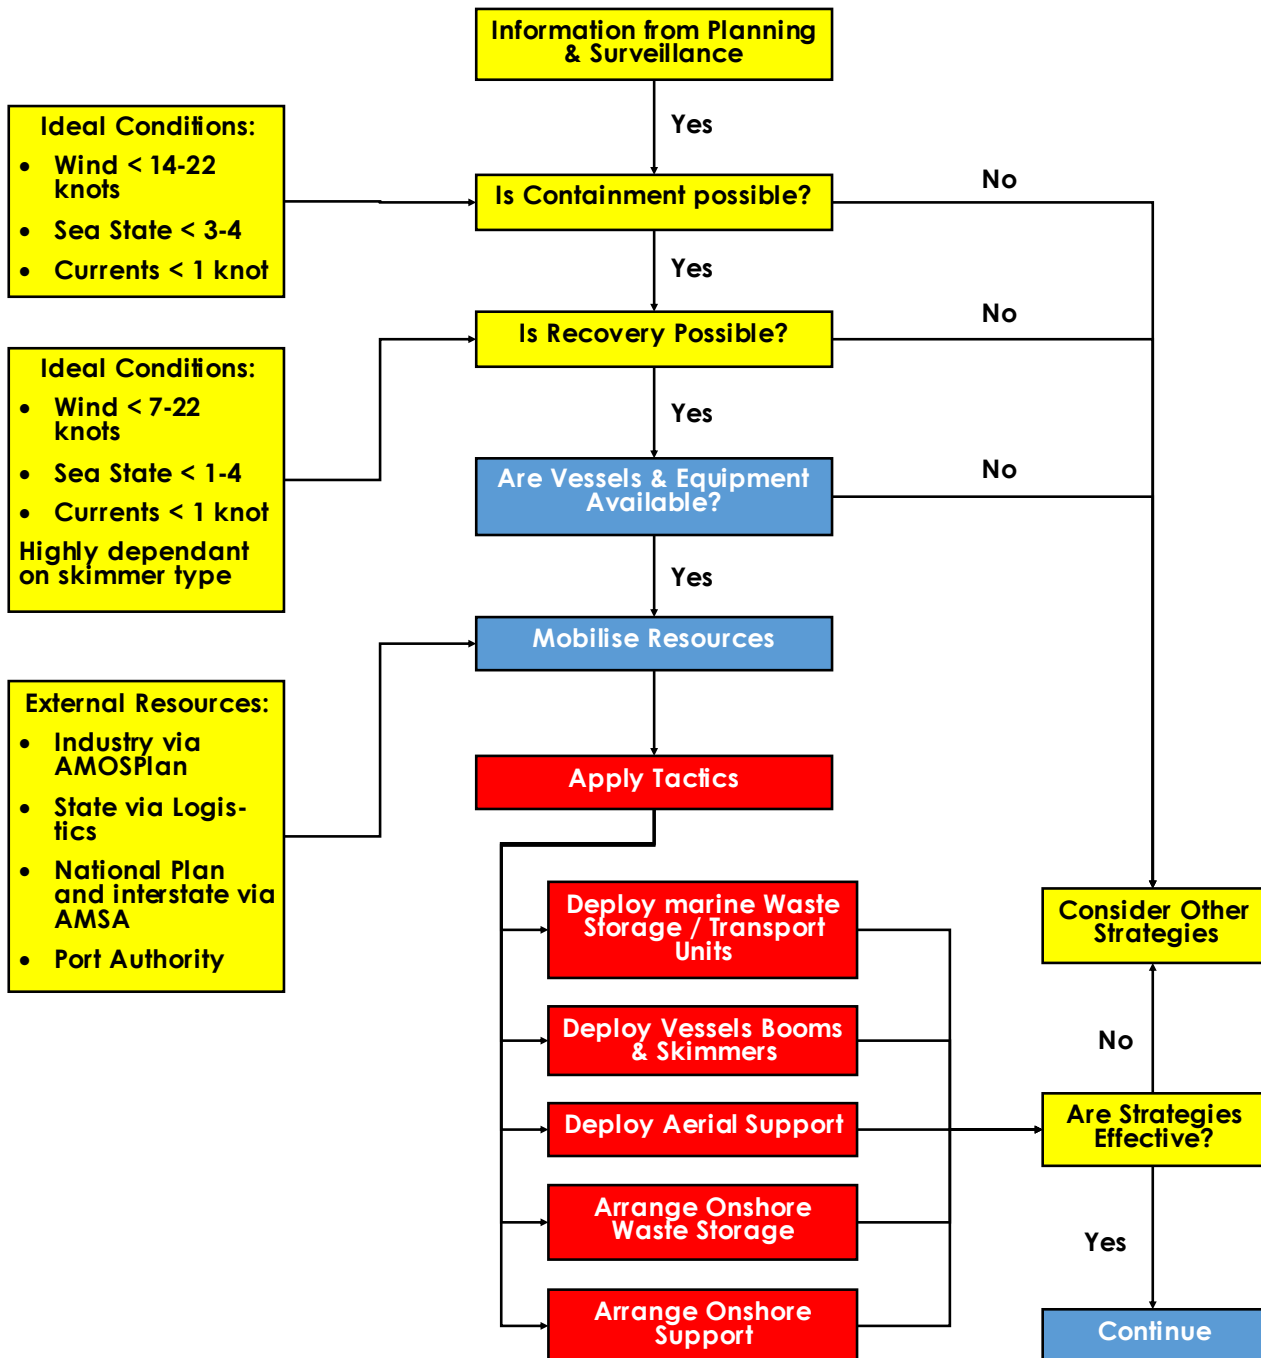 Information from Planning
& Surveillance
Yes
Ideal Conditions:
• Wind < 14-22
knots
• Sea State < 3-4
• Currents < 1 knot
Is Containment possible?
No
Yes
Is Recovery Possible?
No
Ideal Conditions:
• Wind < 7-22
knots
• Sea State < 1-4
• Currents < 1 knot
Highly dependant
on skimmer type
Yes
Are Vessels & Equipment
Available?
No
Yes
Mobilise Resources
External Resources:
• Industry via
AMOSPlan
• State via Logis-
tics
• National Plan
and interstate via
AMSA
• Port Authority
Apply Tactics
Deploy marine Waste
Storage / Transport
Units
Deploy Vessels Booms
& Skimmers
Deploy Aerial Support
Arrange Onshore
Waste Storage
Arrange Onshore
Support
Consider Other
Strategies
No
Are Strategies
Effective?
Yes
Continue